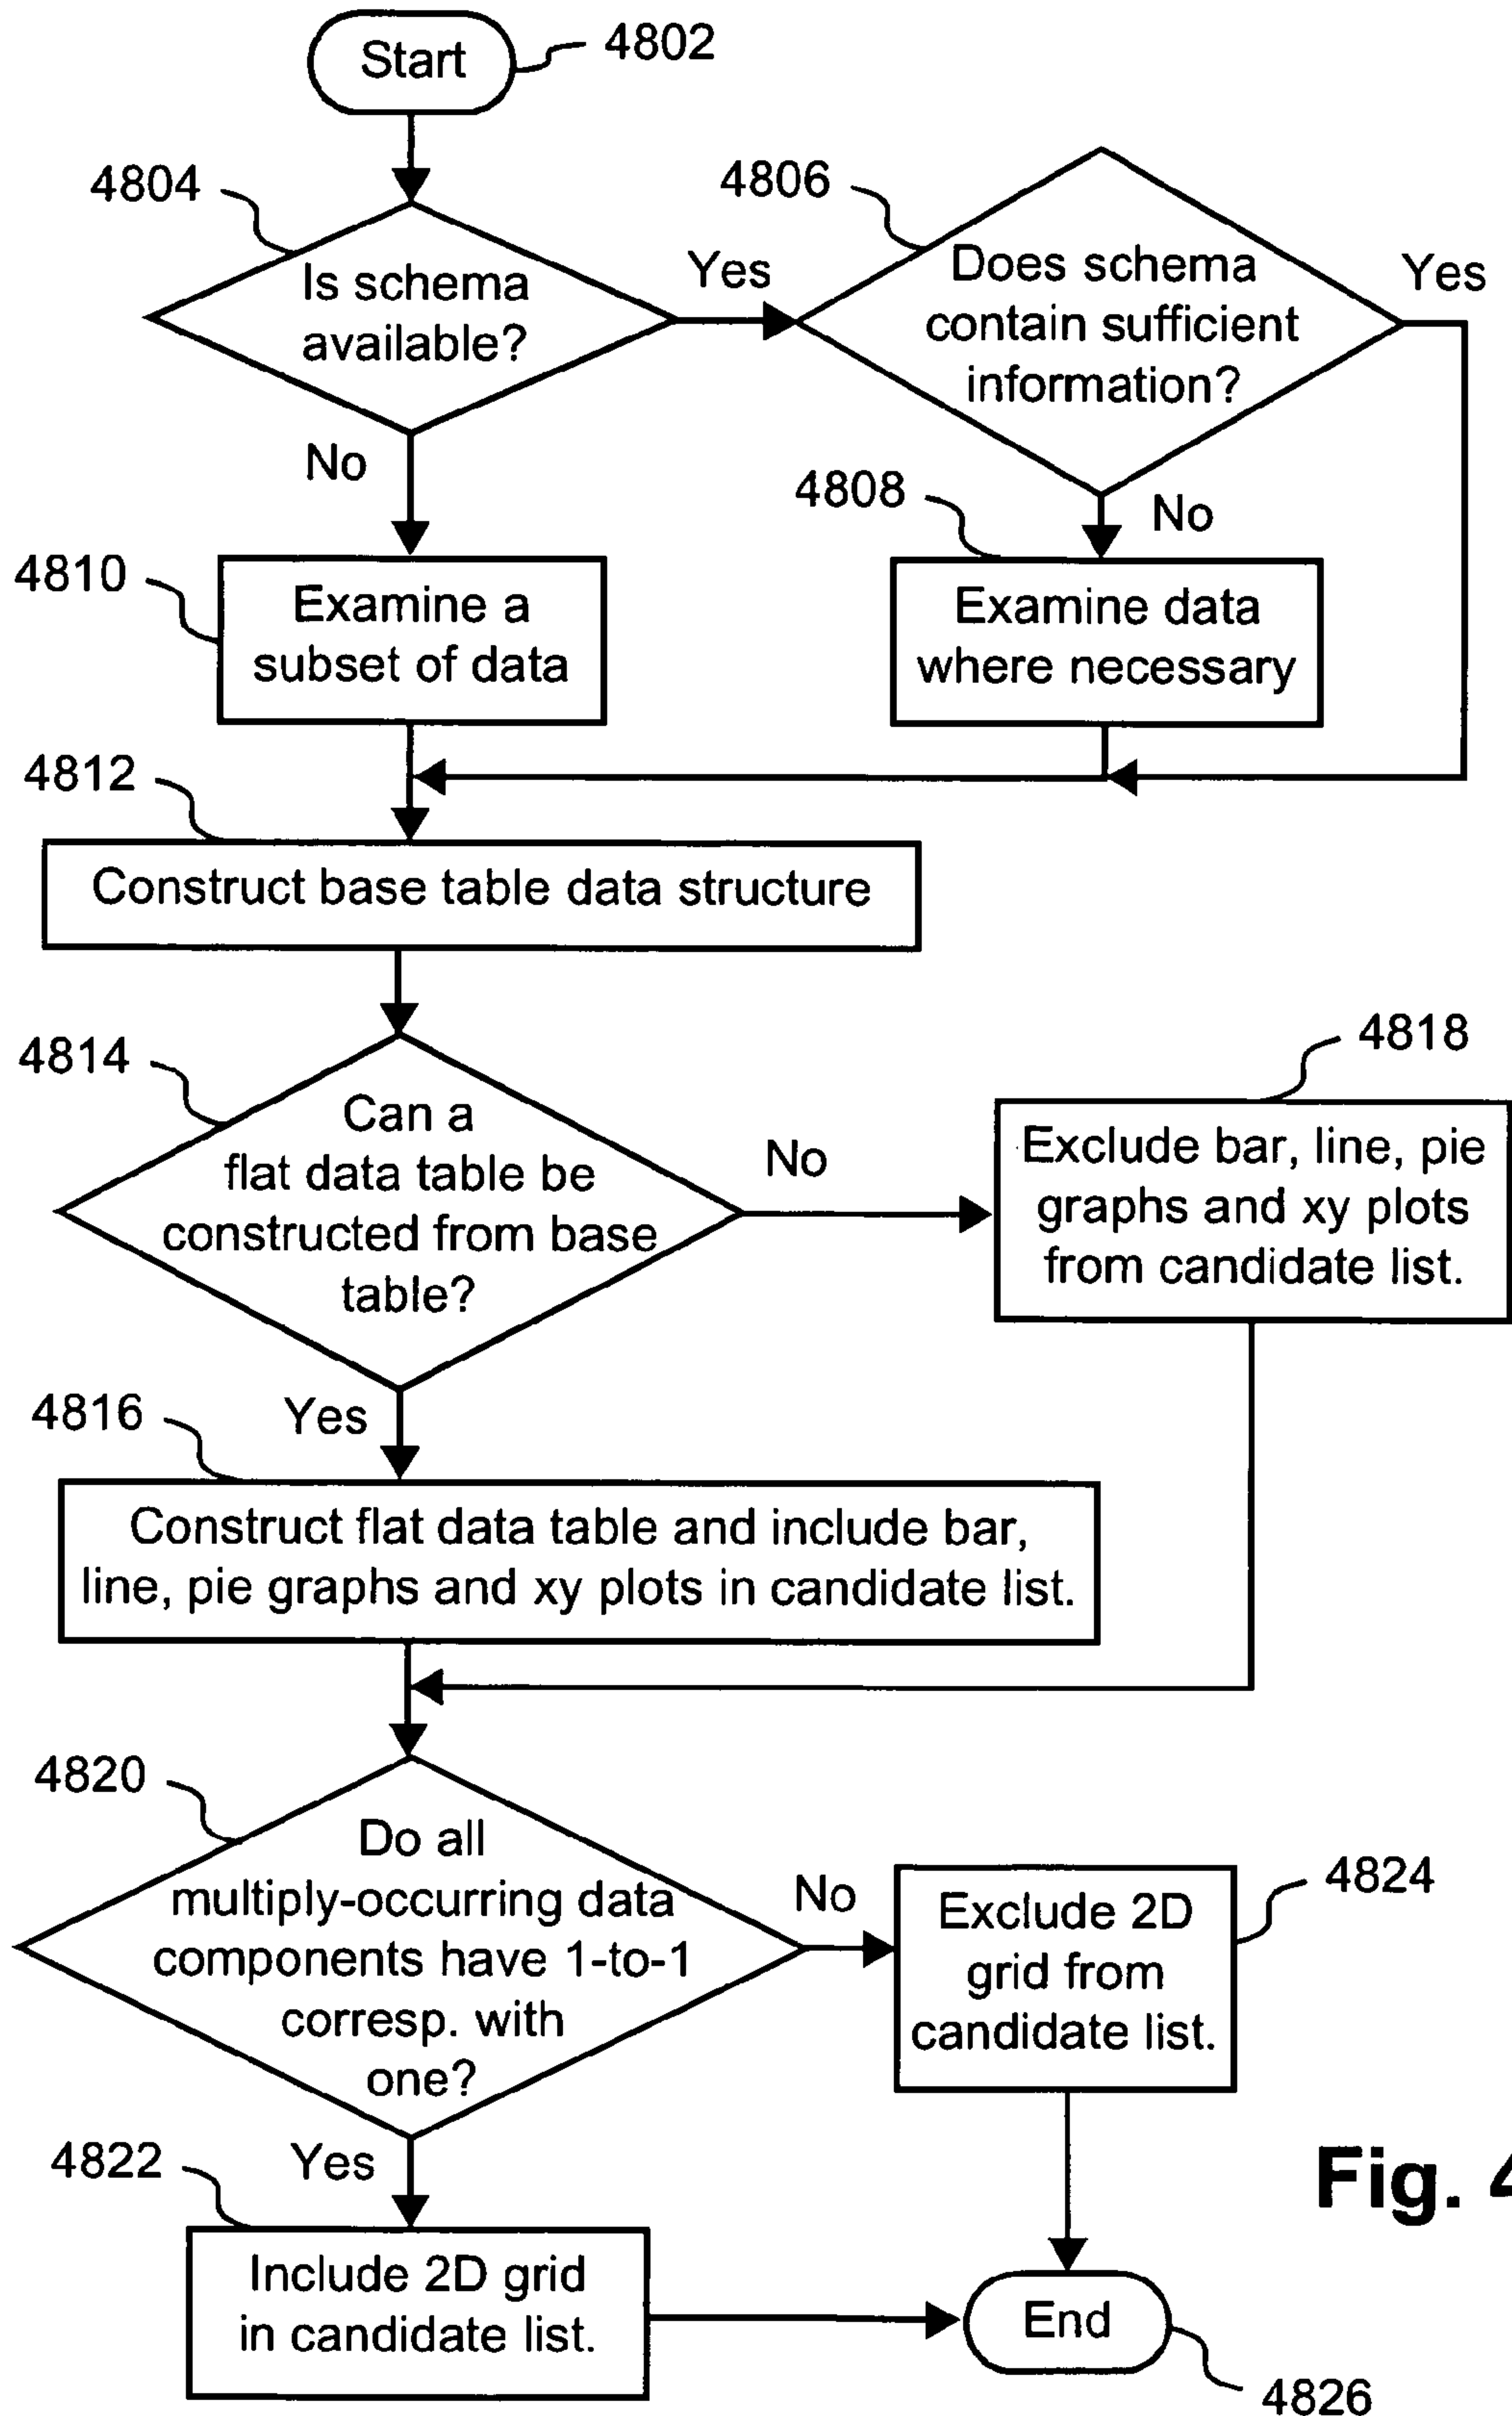 Start
4802
4804
Is schema
available?
Yes
4806
Does schema
contain sufficient
information?
Yes
No
4808
No
4810
Examine a
subset of data
Examine data
where necessary
4812
Construct base table data structure
4814
Can a
flat data table be
constructed from base
table?
No
4818
Exclude bar, line, pie
graphs and xy plots
from candidate list.
4816
Yes
Construct flat data table and include bar,
line, pie graphs and xy plots in candidate list.
4820
Do all
multiply-occurring data
components have 1-to-1
corresp. with
one?
No
4824
Exclude 2D
grid from
candidate list.
4822
Yes
Include 2D grid
in candidate list.
End
4826
Fig.